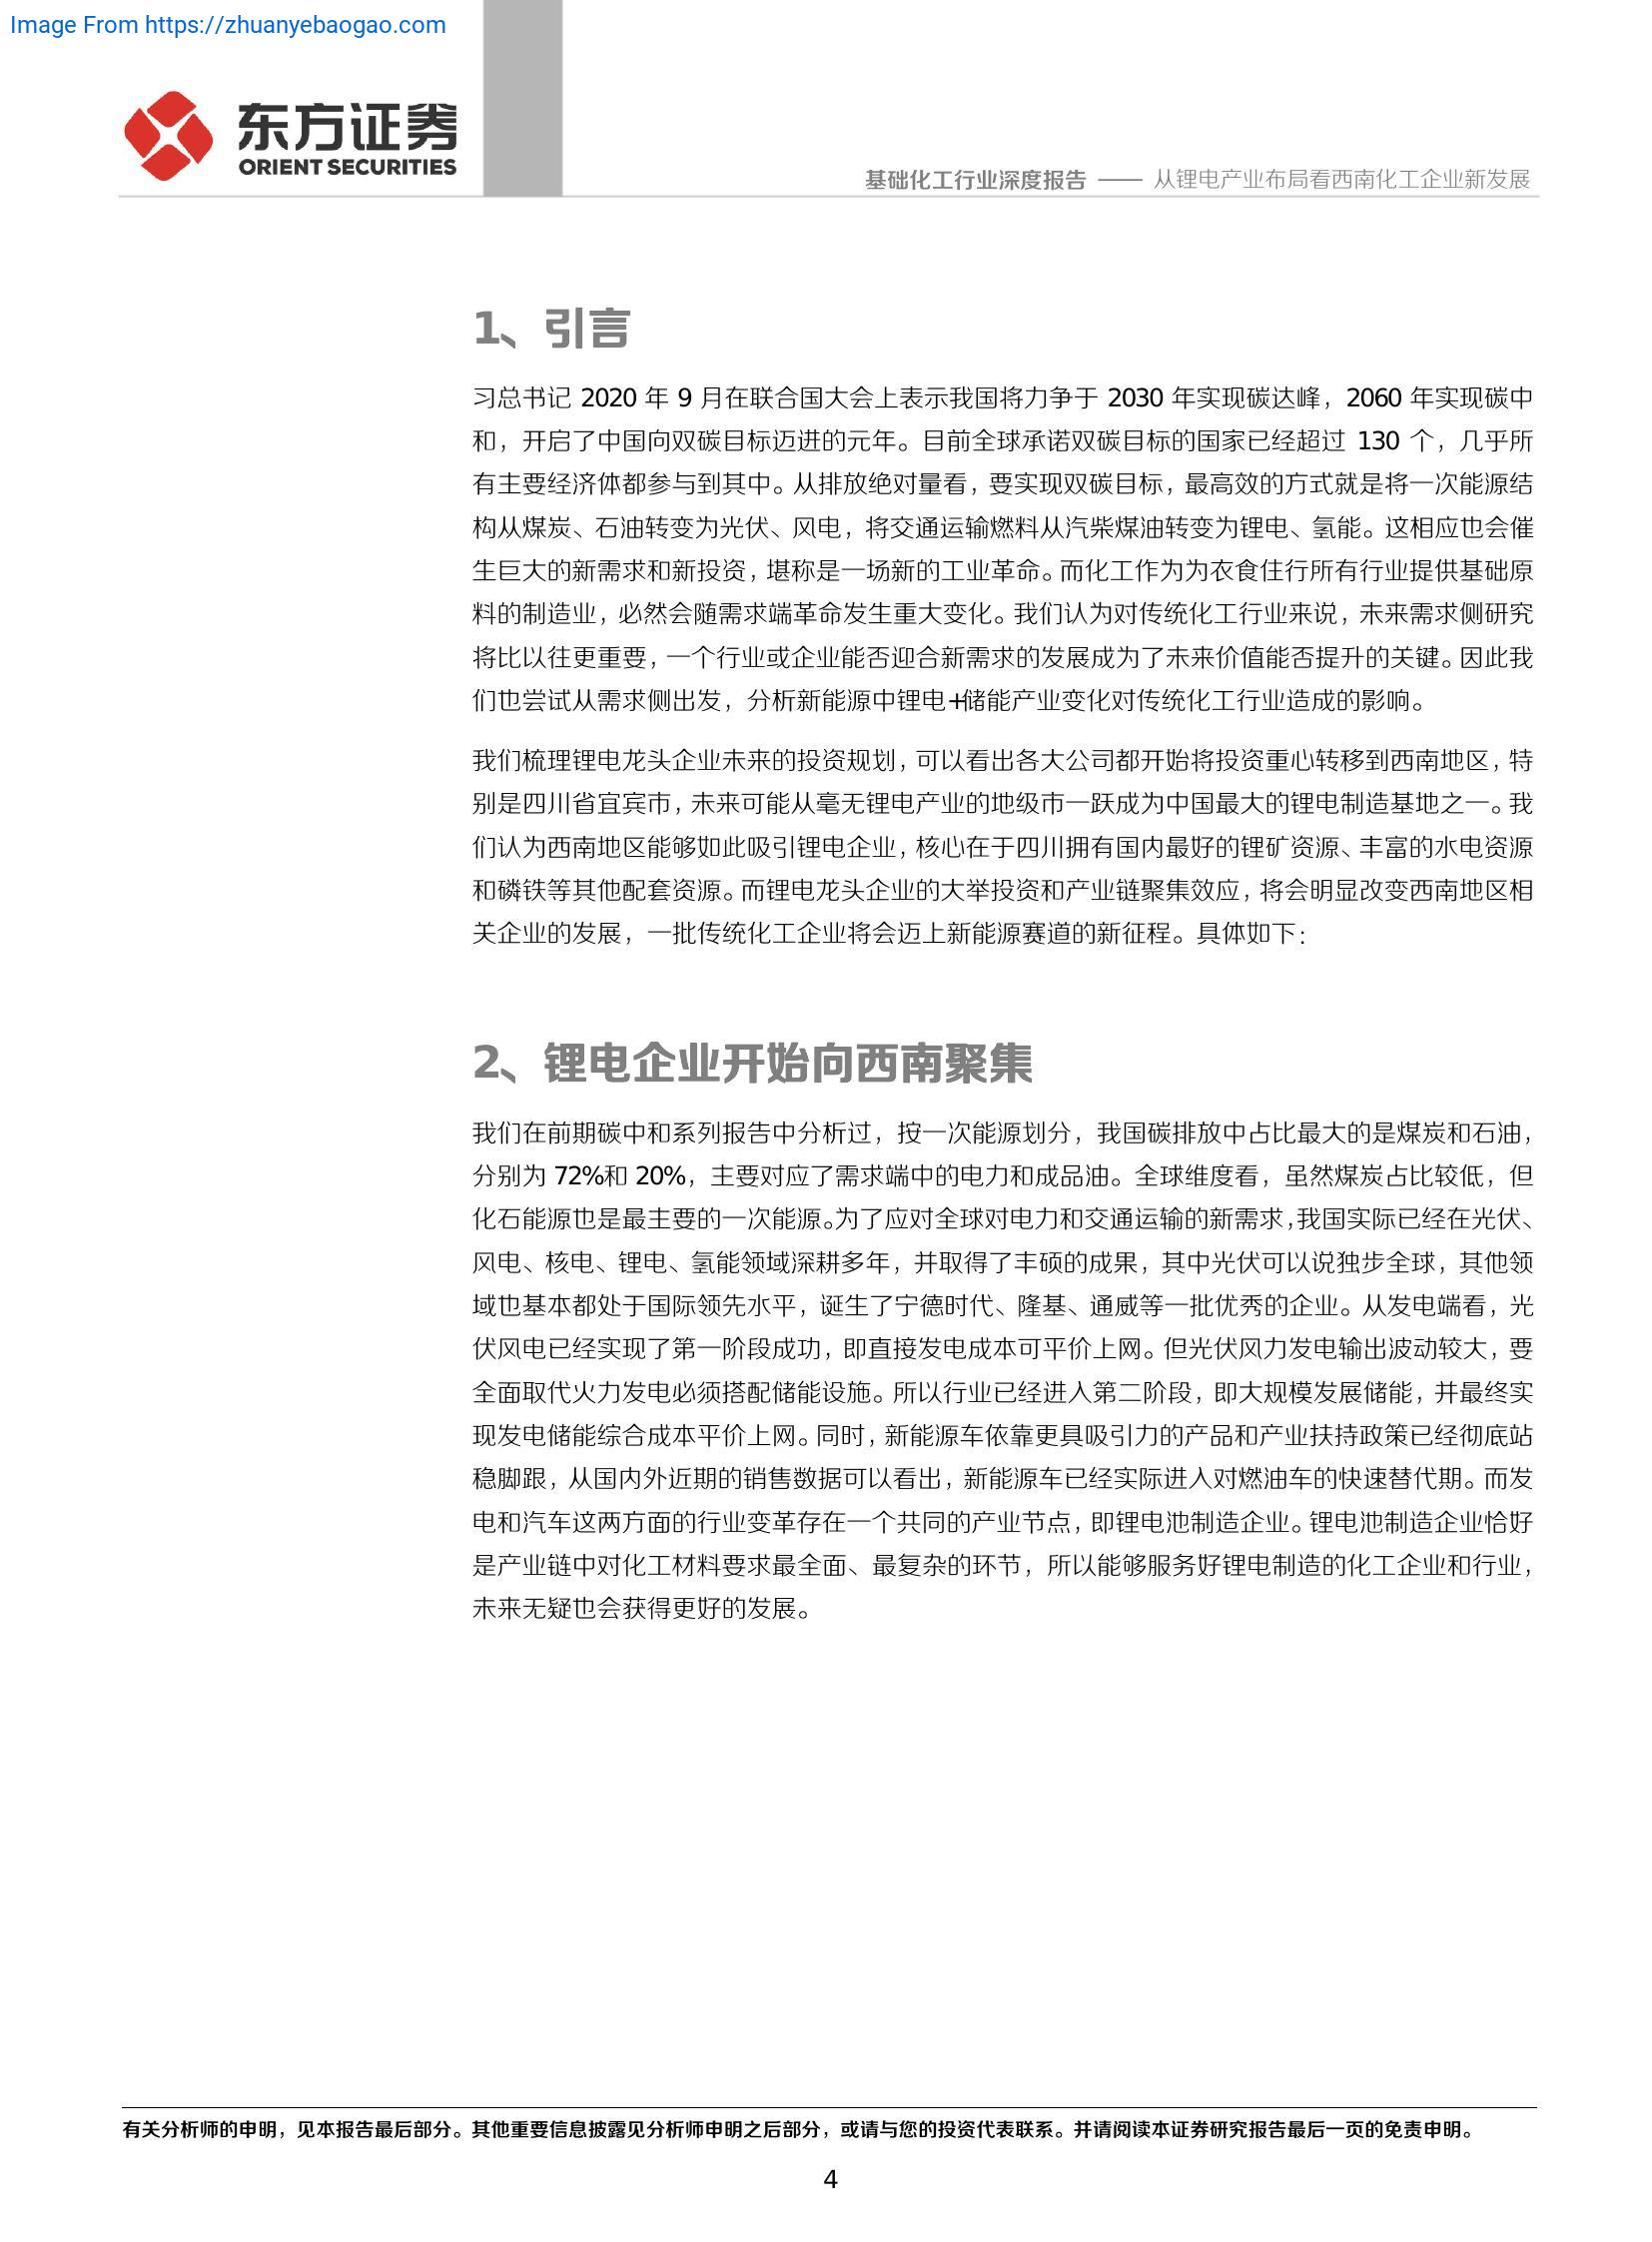 Image From https://zhuanyebaogao.com
东方证券
ORIENT SECURITIES
基础化工行业深度报告 —— 从锂电产业布局看西南化工企业新发展
1、引言
习总书记 2020 年 9 月在联合国大会上表示我国将力争于 2030 年实现碳达峰，2060 年实现碳中
和，开启了中国向双碳目标迈进的元年。目前全球承诺双碳目标的国家已经超过 130 个，几乎所
有主要经济体都参与到其中。从排放绝对量看，要实现双碳目标，最高效的方式就是将一次能源结
构从煤炭、石油转变为光伏、风电，将交通运输燃料从汽柴煤油转变为锂电、氢能。这相应也会催
生巨大的新需求和新投资，堪称是一场新的工业革命。而化工作为为衣食住行所有行业提供基础原
料的制造业，必然会随需求端革命发生重大变化。我们认为对传统化工行业来说，未来需求侧研究
将比以往更重要，一个行业或企业能否迎合新需求的发展成为了未来价值能否提升的关键。因此我
们也尝试从需求侧出发，分析新能源中锂电+储能产业变化对传统化工行业造成的影响。
我们梳理锂电龙头企业未来的投资规划，可以看出各大公司都开始将投资重心转移到西南地区，特
别是四川省宜宾市，未来可能从毫无锂电产业的地级市一跃成为中国最大的锂电制造基地之一。我
们认为西南地区能够如此吸引锂电企业，核心在于四川拥有国内最好的锂矿资源、丰富的水电资源
和磷铁等其他配套资源。而锂电龙头企业的大举投资和产业链聚集效应，将会明显改变西南地区相
关企业的发展，一批传统化工企业将会迈上新能源赛道的新征程。具体如下：
2、锂电企业开始向西南聚集
我们在前期碳中和系列报告中分析过，按一次能源划分，我国碳排放中占比最大的是煤炭和石油，
分别为 72%和 20%，主要对应了需求端中的电力和成品油。全球维度看，虽然煤炭占比较低，但
化石能源也是最主要的一次能源。为了应对全球对电力和交通运输的新需求，我国实际已经在光伏、
风电、核电、锂电、氢能领域深耕多年，并取得了丰硕的成果，其中光伏可以说独步全球，其他领
域也基本都处于国际领先水平，诞生了宁德时代、隆基、通威等一批优秀的企业。从发电端看，光
伏风电已经实现了第一阶段成功，即直接发电成本可平价上网。但光伏风力发电输出波动较大，要
全面取代火力发电必须搭配储能设施。所以行业已经进入第二阶段，即大规模发展储能，并最终实
现发电储能综合成本平价上网。同时，新能源车依靠更具吸引力的产品和产业扶持政策已经彻底站
稳脚跟，从国内外近期的销售数据可以看出，新能源车已经实际进入对燃油车的快速替代期。而发
电和汽车这两方面的行业变革存在一个共同的产业节点，即锂电池制造企业。锂电池制造企业恰好
是产业链中对化工材料要求最全面、最复杂的环节，所以能够服务好锂电制造的化工企业和行业，
未来无疑也会获得更好的发展。
有关分析师的申明，见本报告最后部分。其他重要信息披露见分析师申明之后部分，或请与您的投资代表联系。并请阅读本证券研究报告最后一页的免责申明。
4